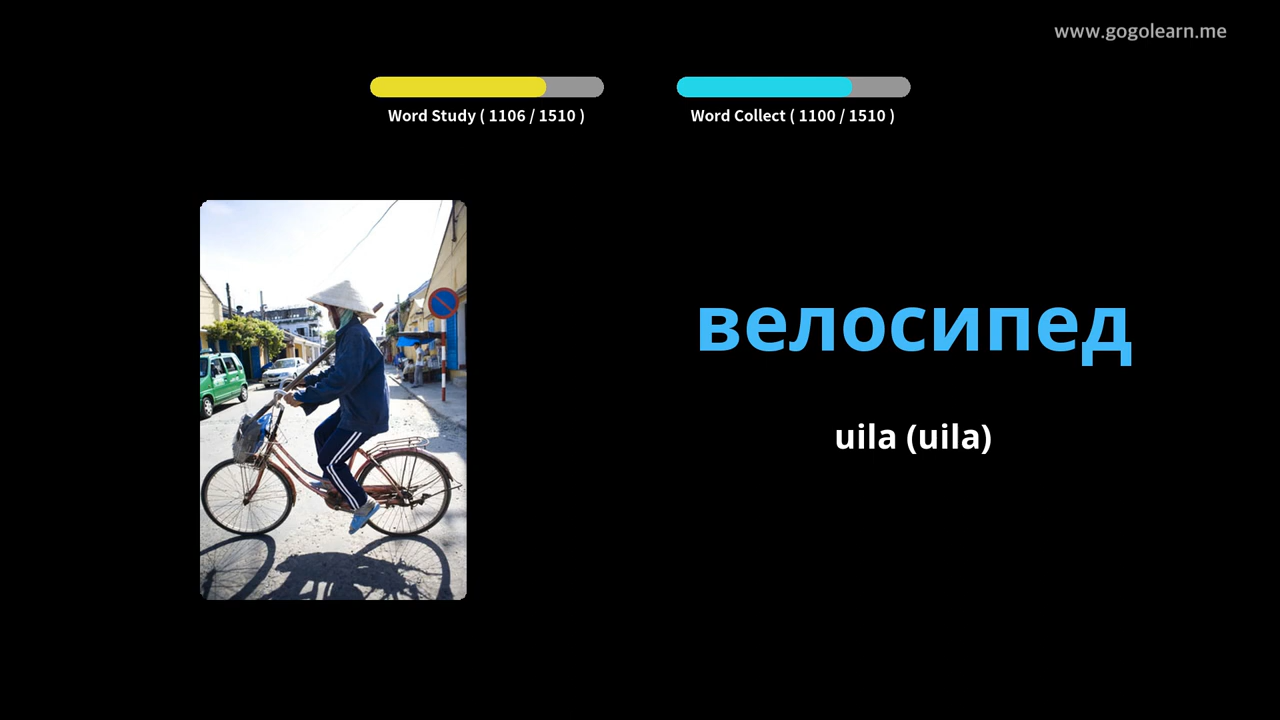 www.gogolearn.me
Word Study ( 1106 / 1510 )
Word Collect ( 1100 / 1510 )
велосипед
uila (uila)